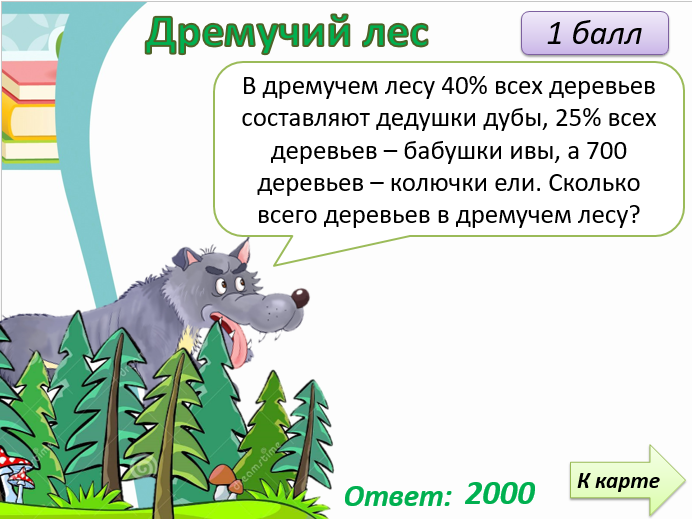 Дремучий лес
1 балл
В дремучем лесу 40% всех деревьев
составляют дедушки дубы, 25% всех
деревьев – бабушки ивы, а 700
деревьев – колючки ели. Сколько
всего деревьев в дремучем лесу?
К карте
Ответ: 2000